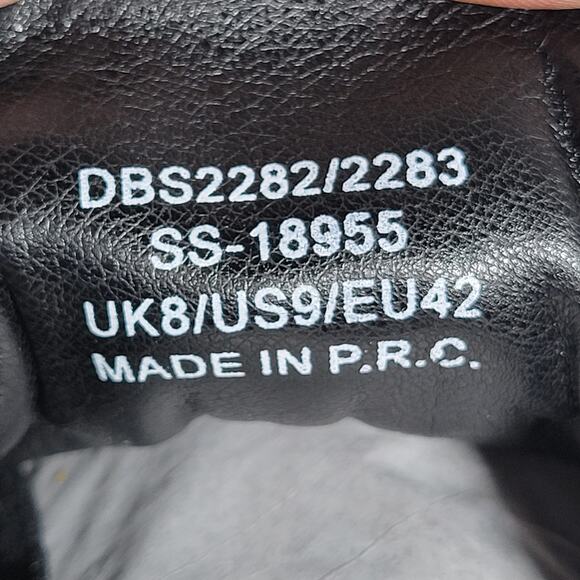 DBS2282/2283
SS-18955
UK8/US9/EU42
MADE IN P.R.C.